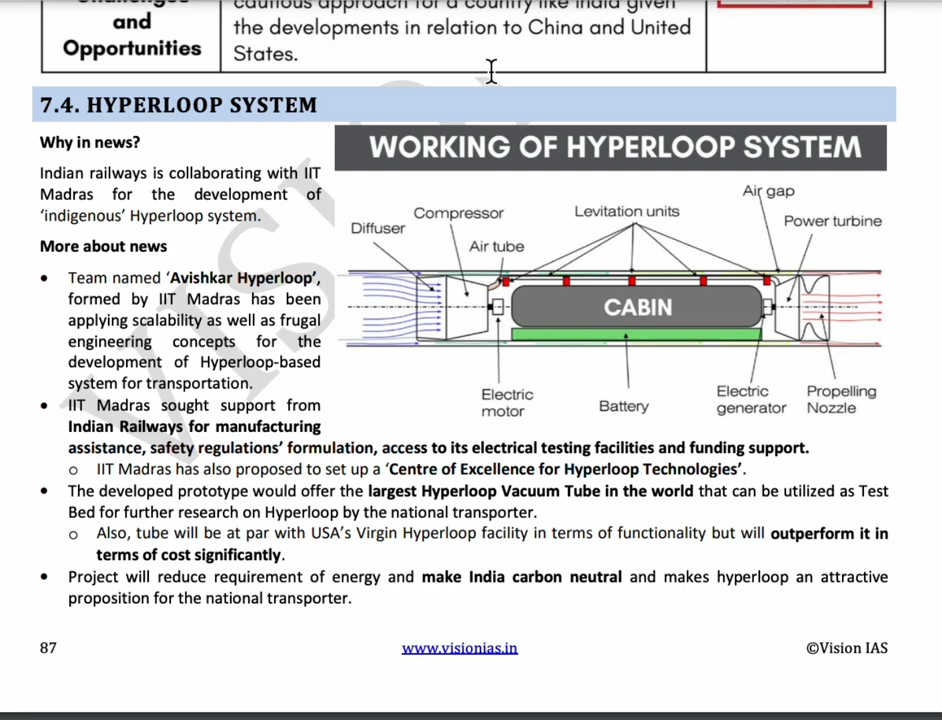 Challenges
and
Opportunities
cautious approach for a country like India given
the developments in relation to China and United
States.
7.4. HYPERLOOP SYSTEM
Why in news?
Indian railways is collaborating with IIT
Madras for the development of
‘indigenous’ Hyperloop system.
More about news
• Team named ‘Avishkar Hyperloop’,
formed by IIT Madras has been
applying scalability as well as frugal
engineering concepts for the
development of Hyperloop-based
system for transportation.
• IIT Madras sought support from
Indian Railways for manufacturing
assistance, safety regulations’ formulation, access to its electrical testing facilities and funding support.
o IIT Madras has also proposed to set up a ‘Centre of Excellence for Hyperloop Technologies’.
• The developed prototype would offer the largest Hyperloop Vacuum Tube in the world that can be utilized as Test
Bed for further research on Hyperloop by the national transporter.
o Also, tube will be at par with USA’s Virgin Hyperloop facility in terms of functionality but will outperform it in
terms of cost significantly.
• Project will reduce requirement of energy and make India carbon neutral and makes hyperloop an attractive
proposition for the national transporter.
WORKING OF HYPERLOOP SYSTEM
Diffuser
Compressor
Air tube
Levitation units
Air gap
Power turbine
CABIN
Electric
motor
Battery
Electric
generator
Propelling
Nozzle
VISI
87
www.visionias.in
©Vision IAS